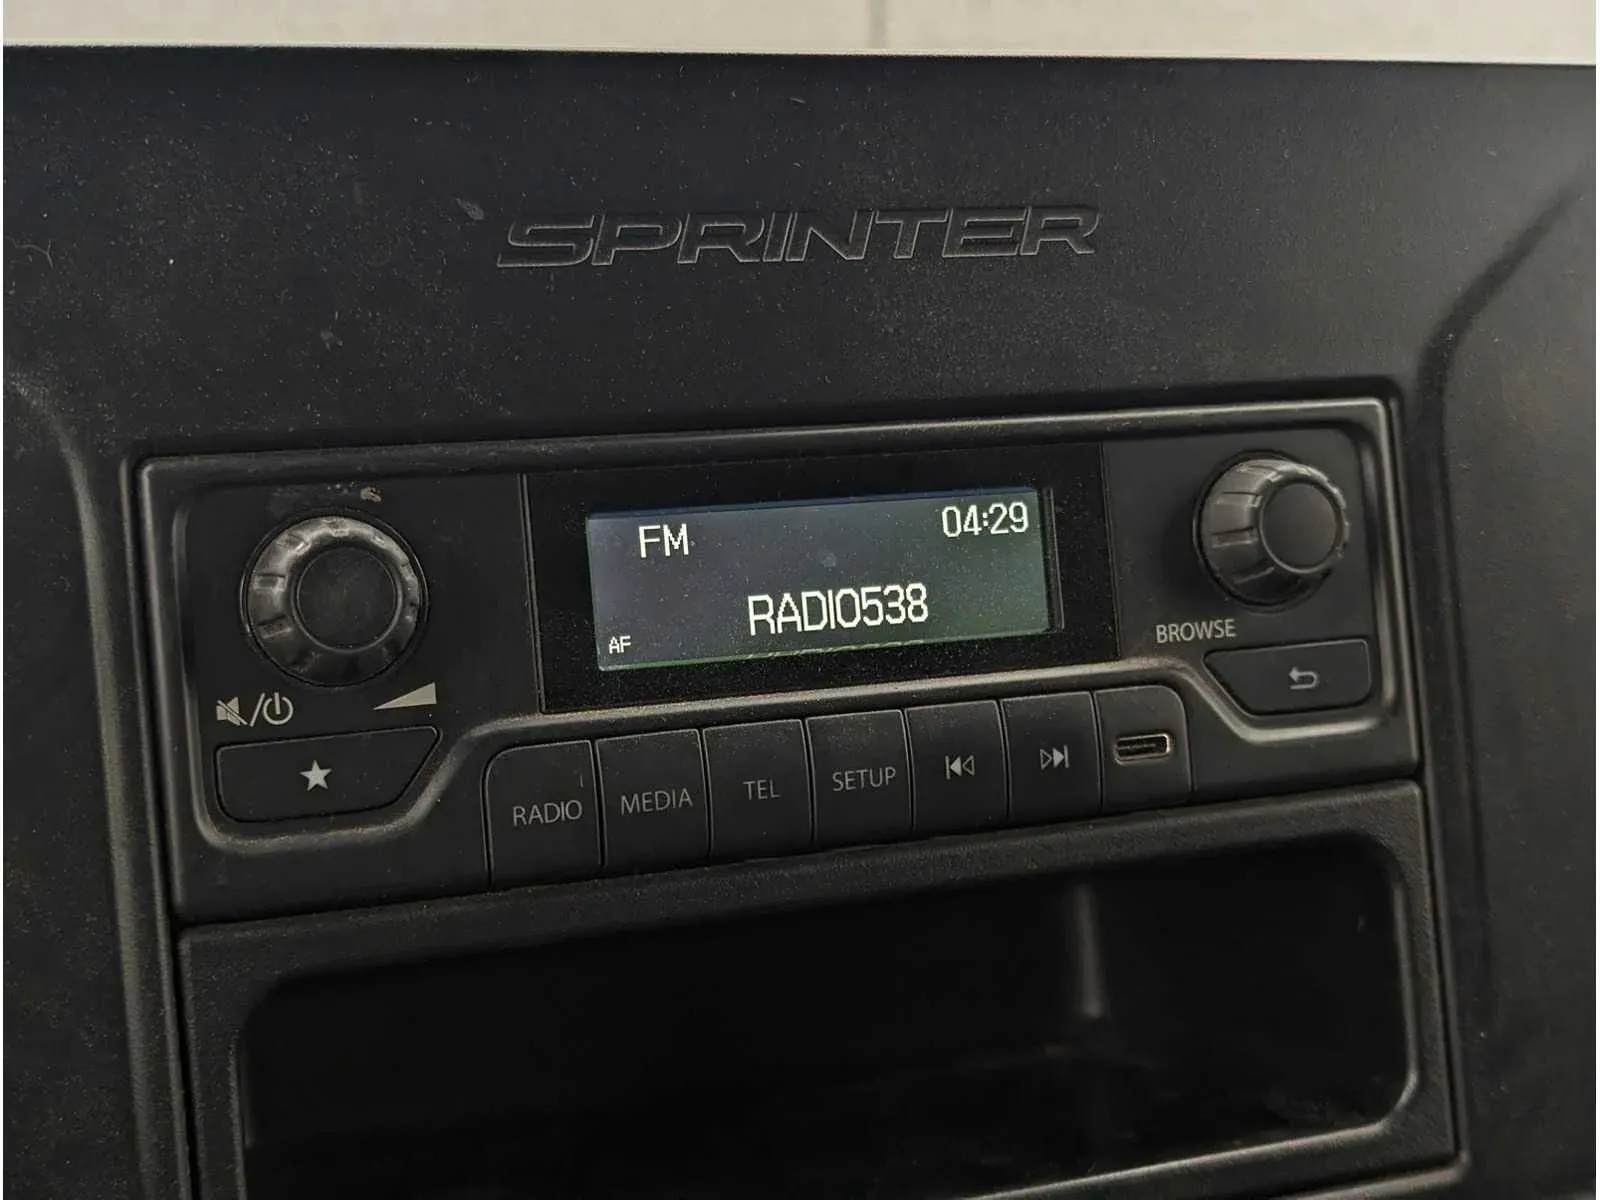 SPRINTER
FM 04:29
RADIO538
AF
BROWSE
RADIO MEDIA TEL SETUP